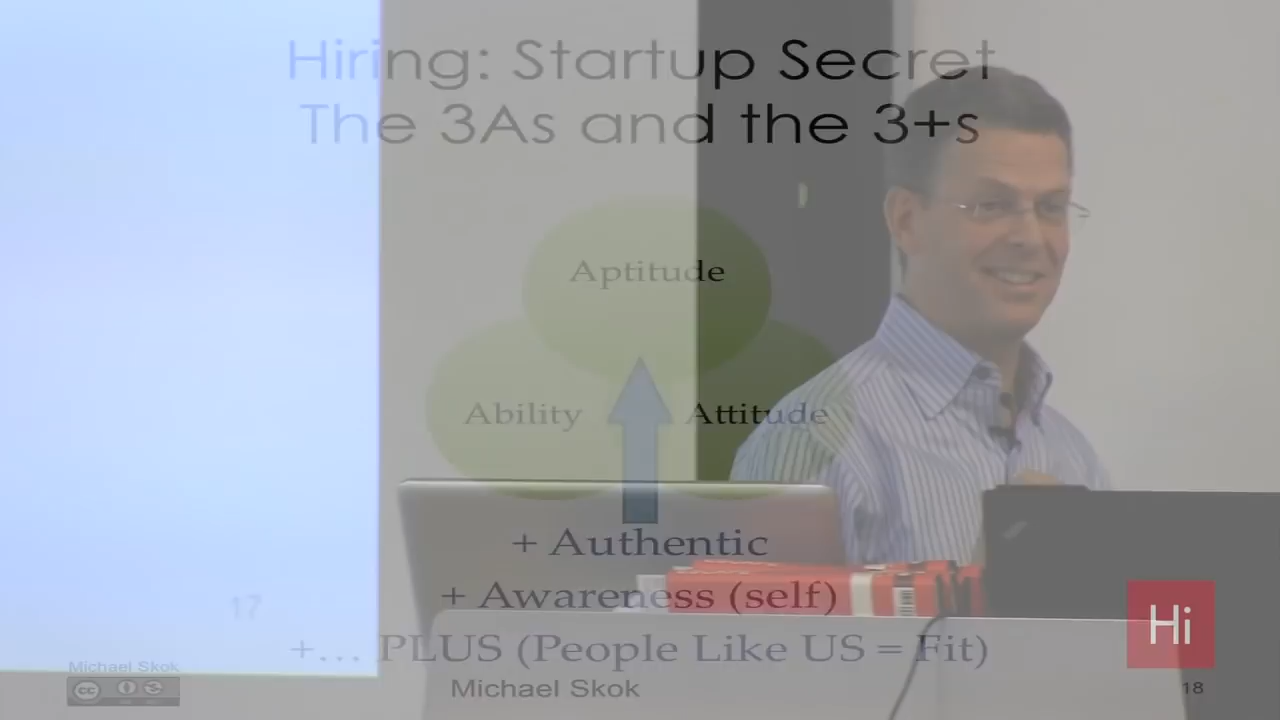 Hiring: Startup Secret
The 3As and the 3+s
Aptitude
Ability
Attitude
+ Authentic
+ Awareness (self)
+... PLUS (People Like US = Fit)
17
Michael Skok
cc
Michael Skok
Hi
18